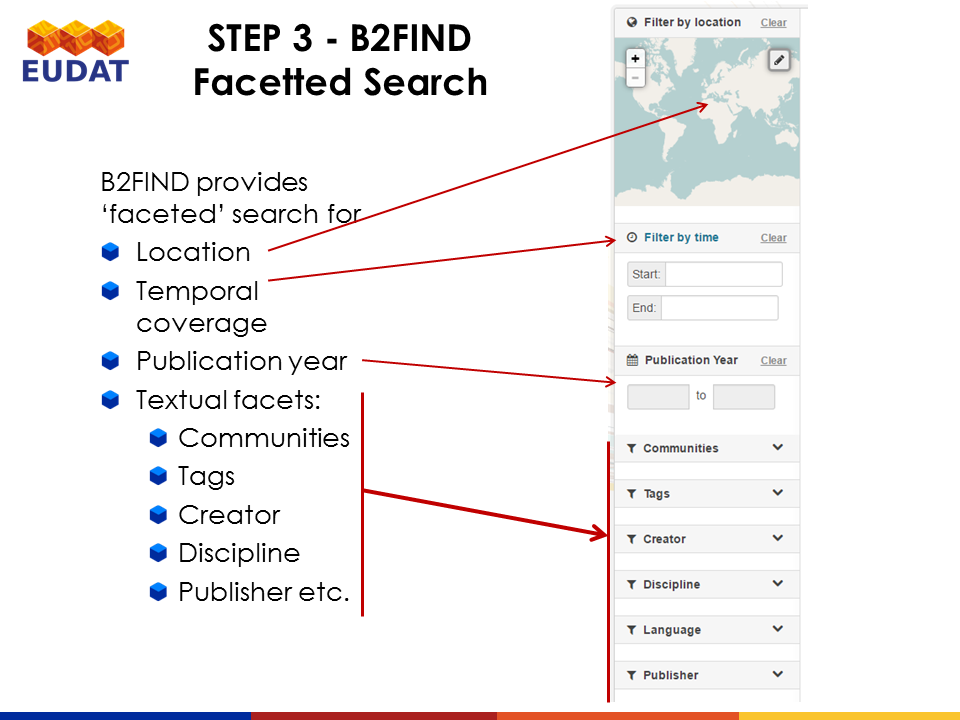 EUDAT
STEP 3 - B2FIND
Facetted Search
B2FIND provides
‘faceted’ search for
Location
Temporal
coverage
Publication year
Textual facets:
Communities
Tags
Creator
Discipline
Publisher etc.
Filter by location Clear
+
−
Filter by time Clear
Start:
End:
Publication Year Clear
to
Communities
Tags
Creator
Discipline
Language
Publisher